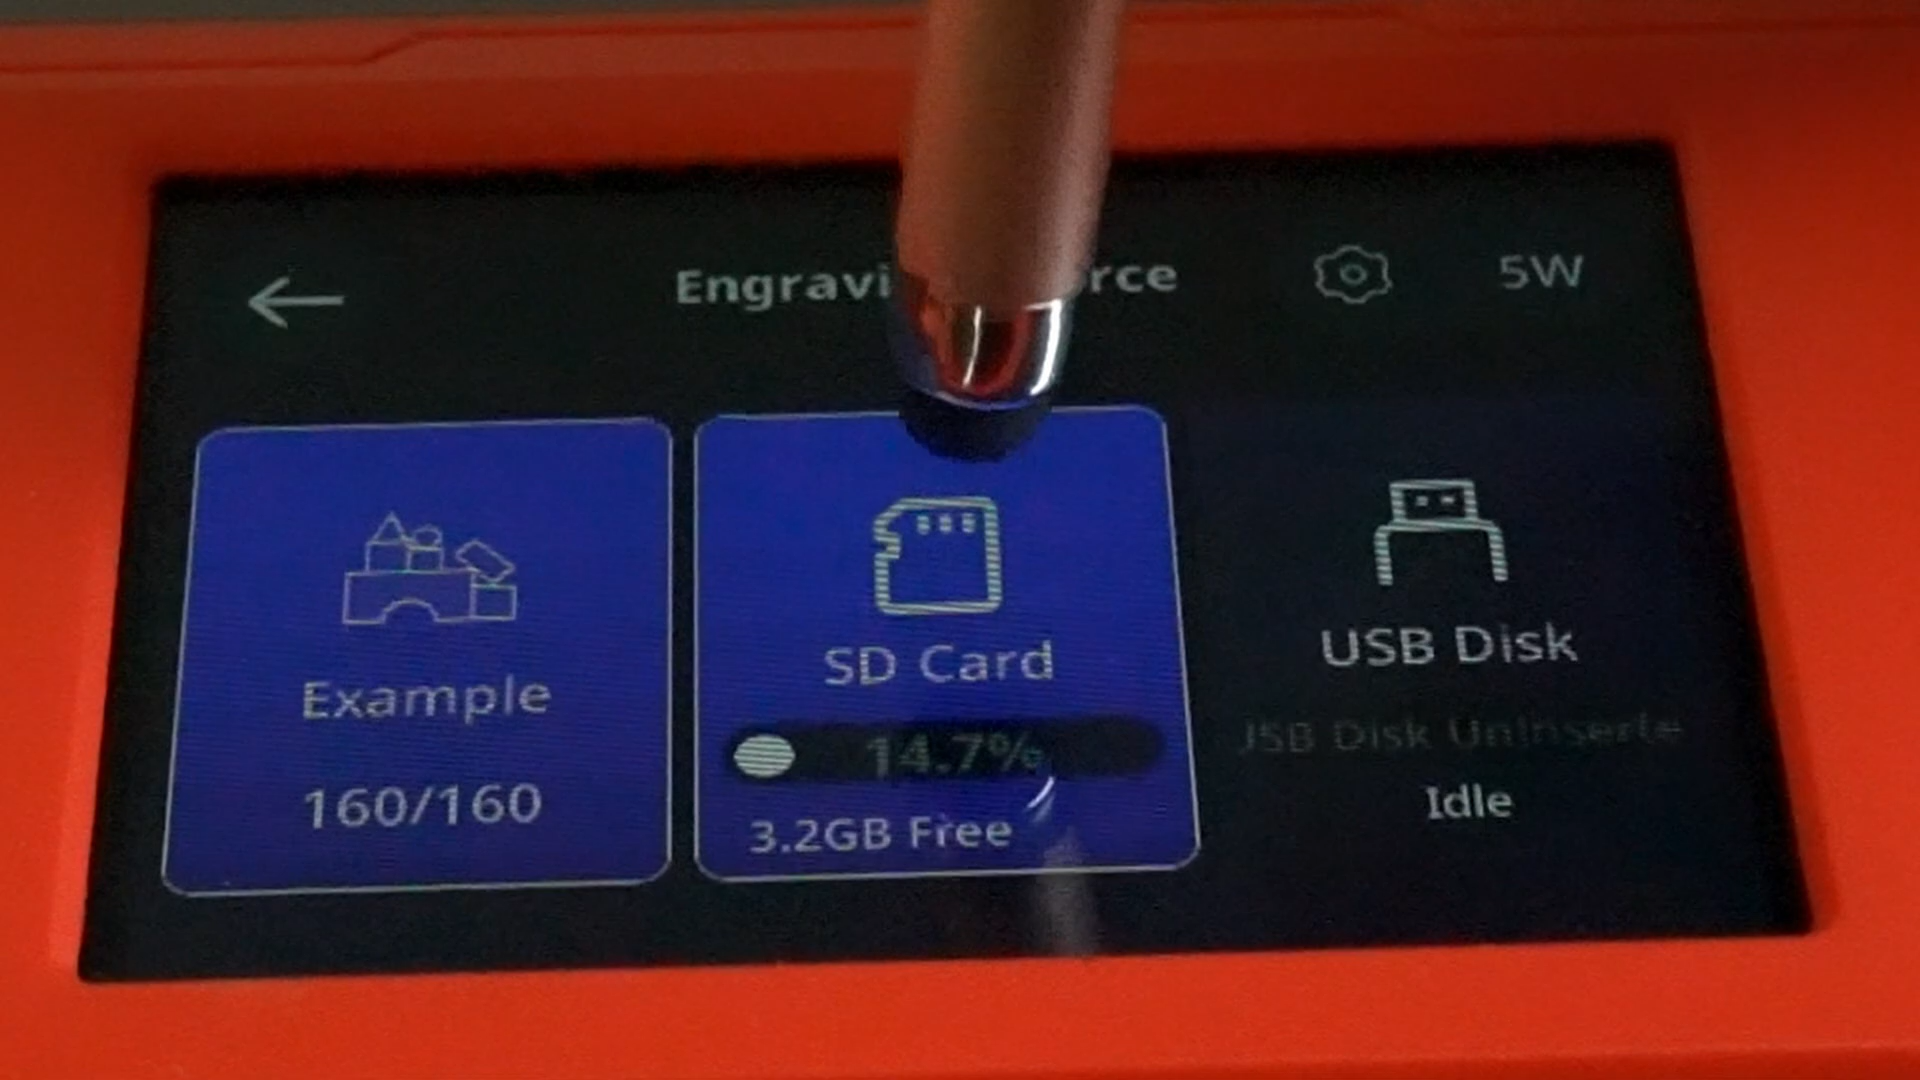 Engravi rce
5W
Example
160/160
SD Card
14.7%
3.2GB Free
USB Disk
JSB Disk UnInserte
Idle